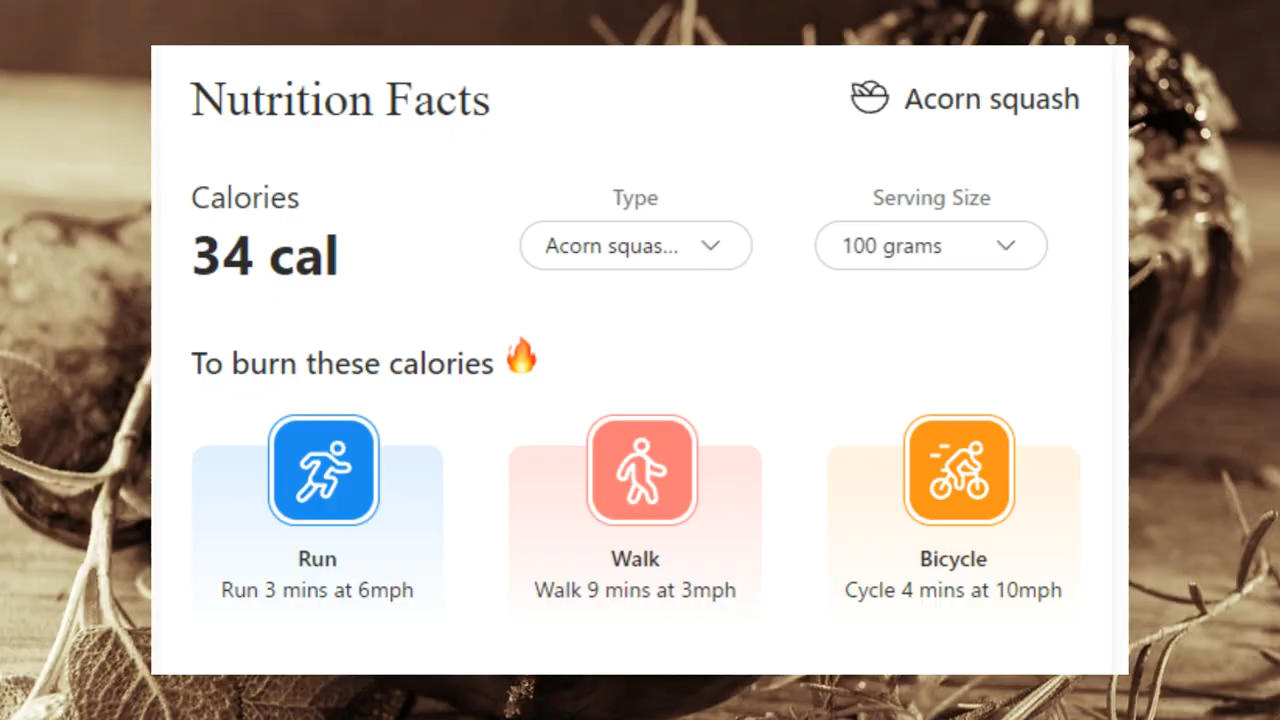 Nutrition Facts
Acorn squash
Calories
Type
Serving Size
34 cal
Acorn squas...
100 grams
To burn these calories
Run
Run 3 mins at 6mph
Walk
Walk 9 mins at 3mph
Bicycle
Cycle 4 mins at 10mph